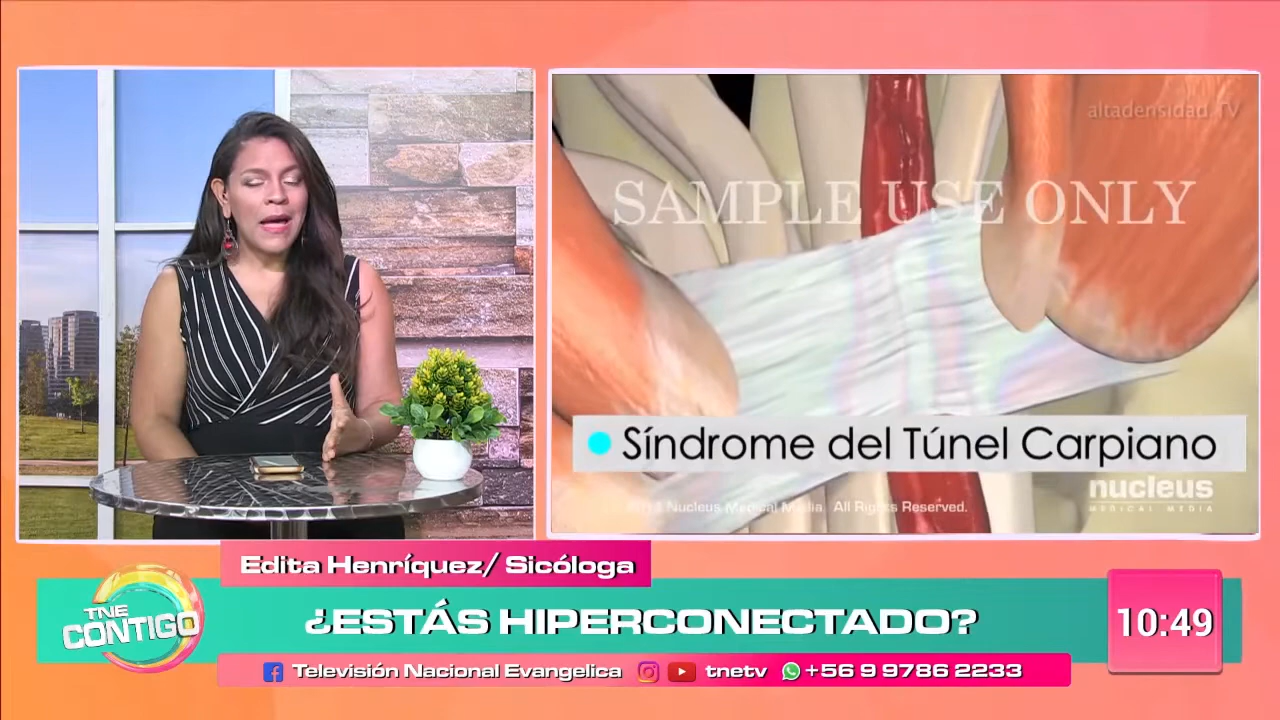 altadensidad.TV
SAMPLE USE ONLY
Síndrome del Túnel Carpiano
nucleus
MEDICAL MEDIA
Nucleus Medical Media All Rights Reserved.
Edita Henríquez/ Sicóloga
TNE
CONTIGO
¿ESTÁS HIPERCONECTADO?
10:49
Televisión Nacional Evangelica tnetv +56 9 9786 2233